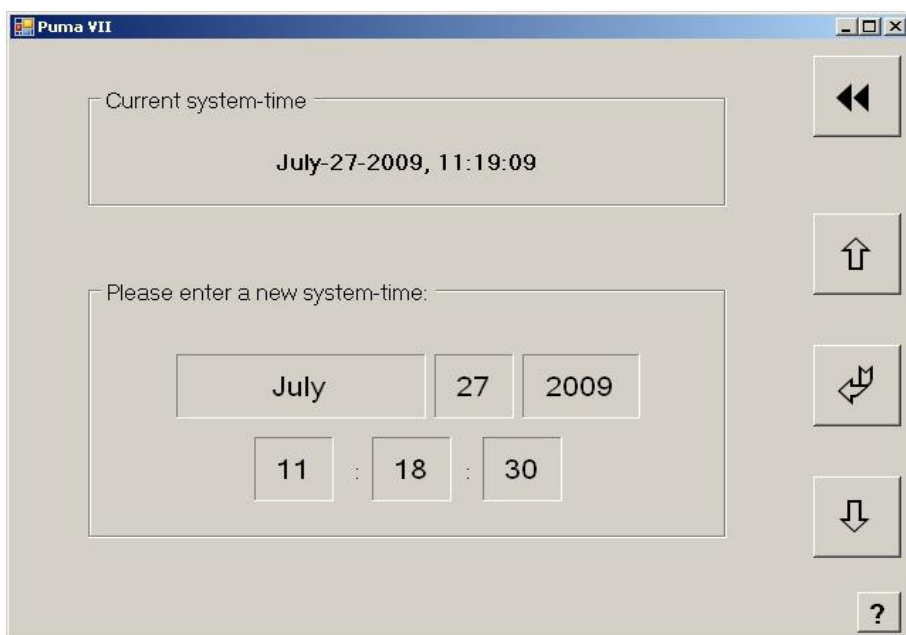 Puma VII
Current system-time
July-27-2009, 11:19:09
Please enter a new system-time:
July 27 2009
11 : 18 : 30
?